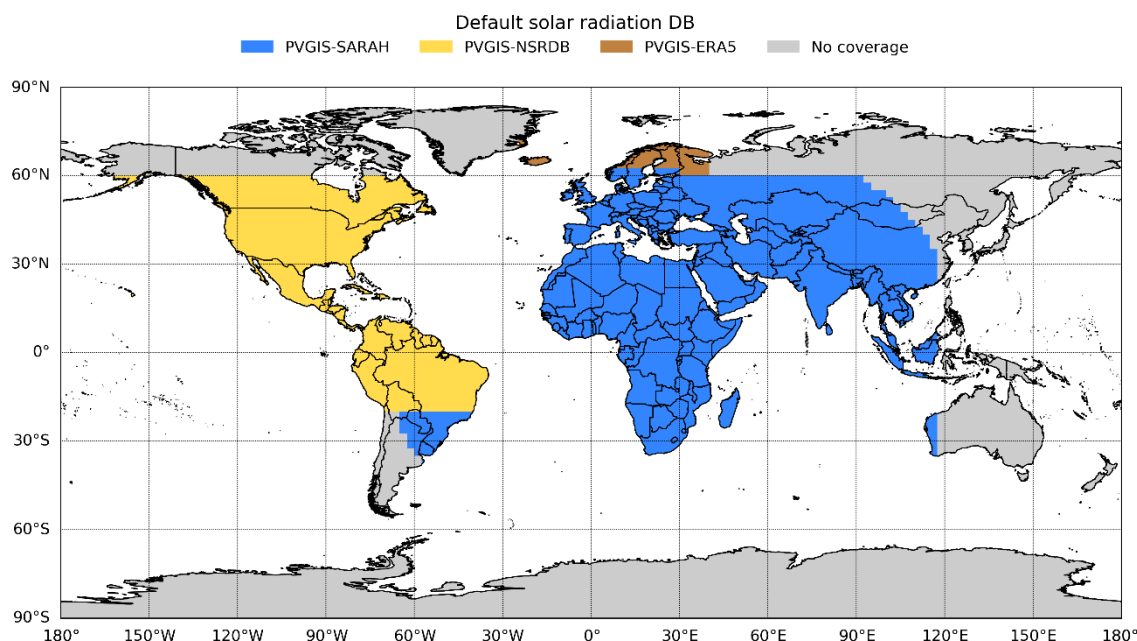 Default solar radiation DB
PVGIS-SARAH PVGIS-NSRDB PVGIS-ERA5 No coverage
90°N
60°N
30°N
0°
30°S
60°S
90°S
180° 150°W 120°W 90°W 60°W 30°W 0° 30°E 60°E 90°E 120°E 150°E 180°